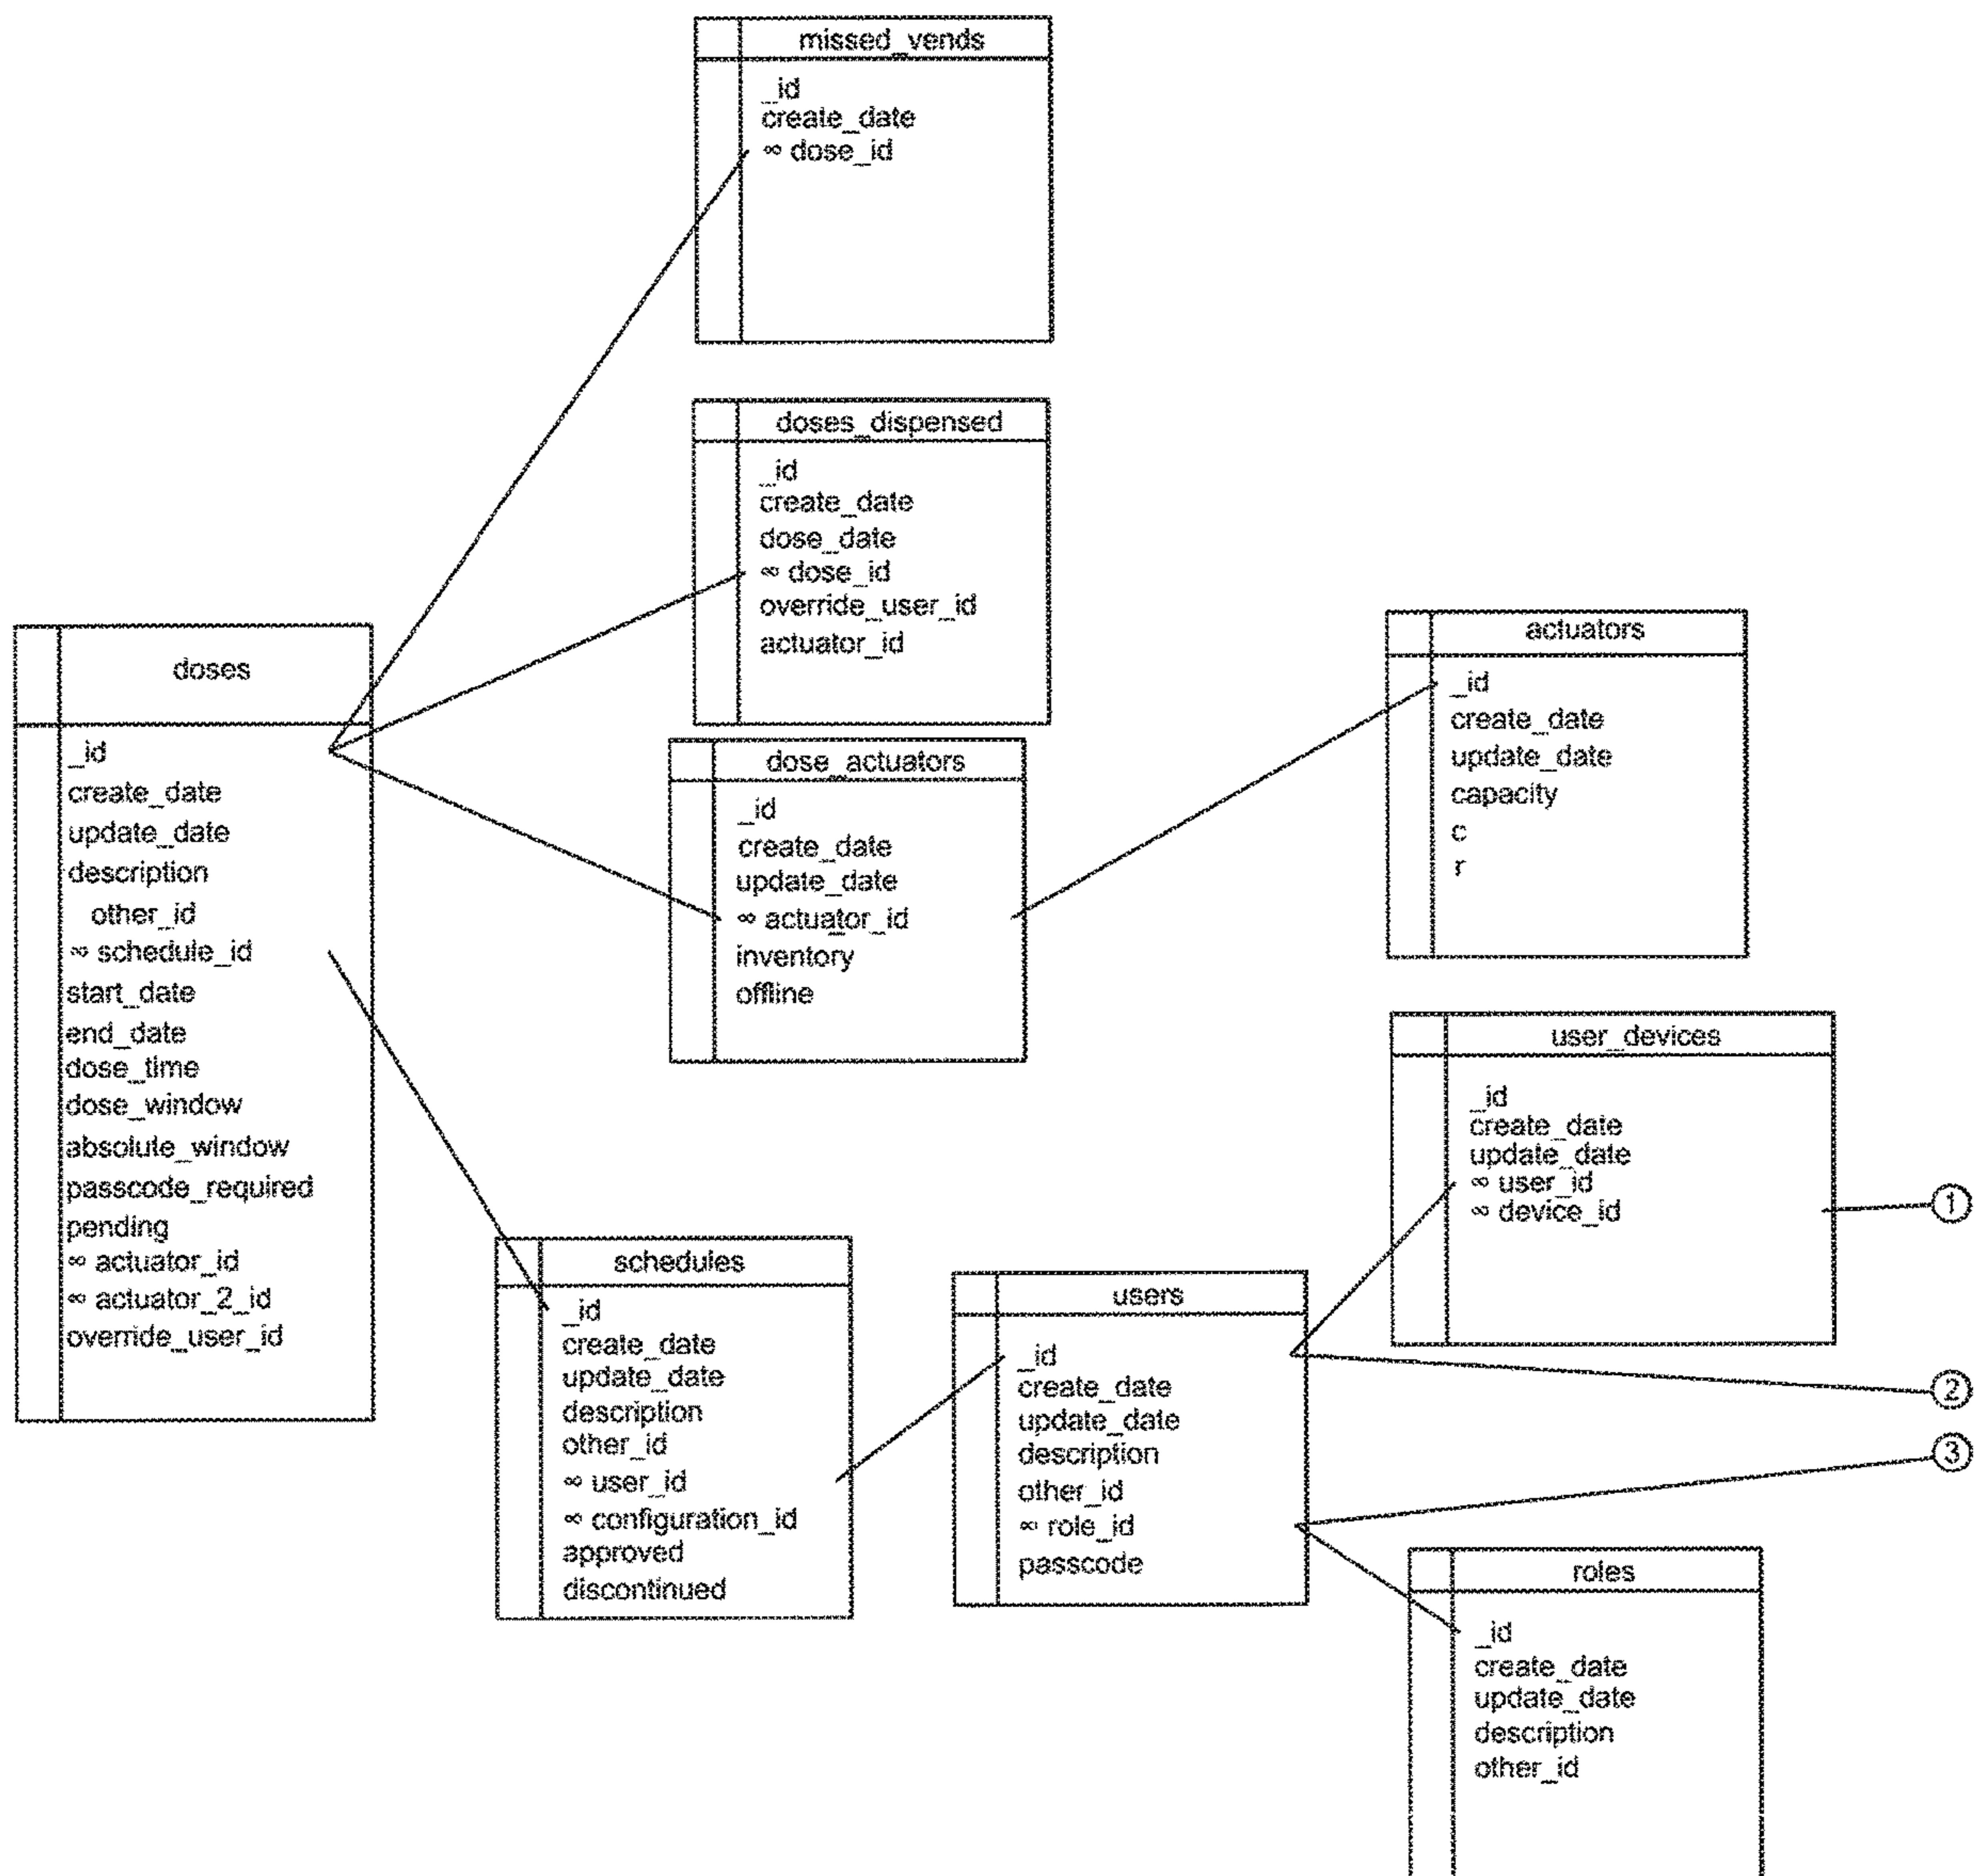 missed_vends
_id
create_date
∞ dose_id
doses_dispensed
_id
create_date
dose_date
∞ dose_id
override_user_id
actuator_id
doses
_id
create_date
update_date
description
other_id
∞ schedule_id
start_date
end_date
dose_time
dose_window
absolute_window
passcode_required
pending
∞ actuator_id
∞ actuator_2_id
override_user_id
dose_actuators
_id
create_date
update_date
∞ actuator_id
inventory
offline
actuators
_id
create_date
update_date
capacity
c
r
user_devices
_id
create_date
update_date
∞ user_id
∞ device_id
1
2
3
schedules
_id
create_date
update_date
description
other_id
∞ user_id
∞ configuration_id
approved
discontinued
users
_id
create_date
update_date
description
other_id
∞ role_id
passcode
roles
_id
create_date
update_date
description
other_id